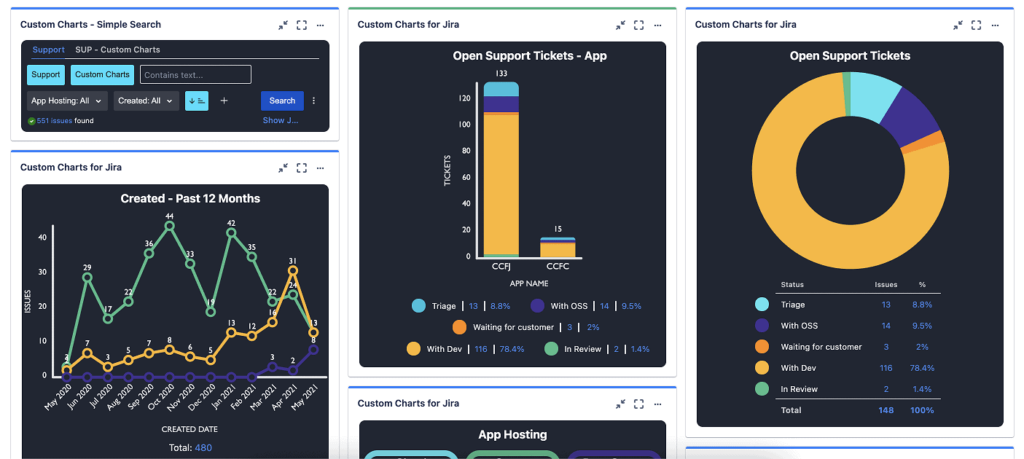 Custom Charts - Simple Search
Support SUP - Custom Charts
Support Custom Charts Contains text...
App Hosting: All Created: All Search
551 issues found Show J...
Custom Charts for Jira
Created - Past 12 Months
ISSUES
40
30
20
10
0
3 29 17 22 36 44 33 19 42 35 22 24 13
2 7 3 5 7 8 6 5 13 12 16 31
3 2 8
May 2020 Jun 2020 Jul 2020 Aug 2020 Sep 2020 Oct 2020 Nov 2020 Dec 2020 Jan 2021 Feb 2021 Mar 2021 Apr 2021 May 2021
CREATED DATE
Total: 480
Custom Charts for Jira
Open Support Tickets - App
TICKETS
133
120
100
80
60
40
20
0
15
CCFJ CCFC
APP NAME
Triage | 13 | 8.8% With OSS | 14 | 9.5%
Waiting for customer | 3 | 2%
With Dev | 116 | 78.4% In Review | 2 | 1.4%
Custom Charts for Jira
App Hosting
Custom Charts for Jira
Open Support Tickets
Status Issues %
Triage 13 8.8%
With OSS 14 9.5%
Waiting for customer 3 2%
With Dev 116 78.4%
In Review 2 1.4%
Total 148 100%